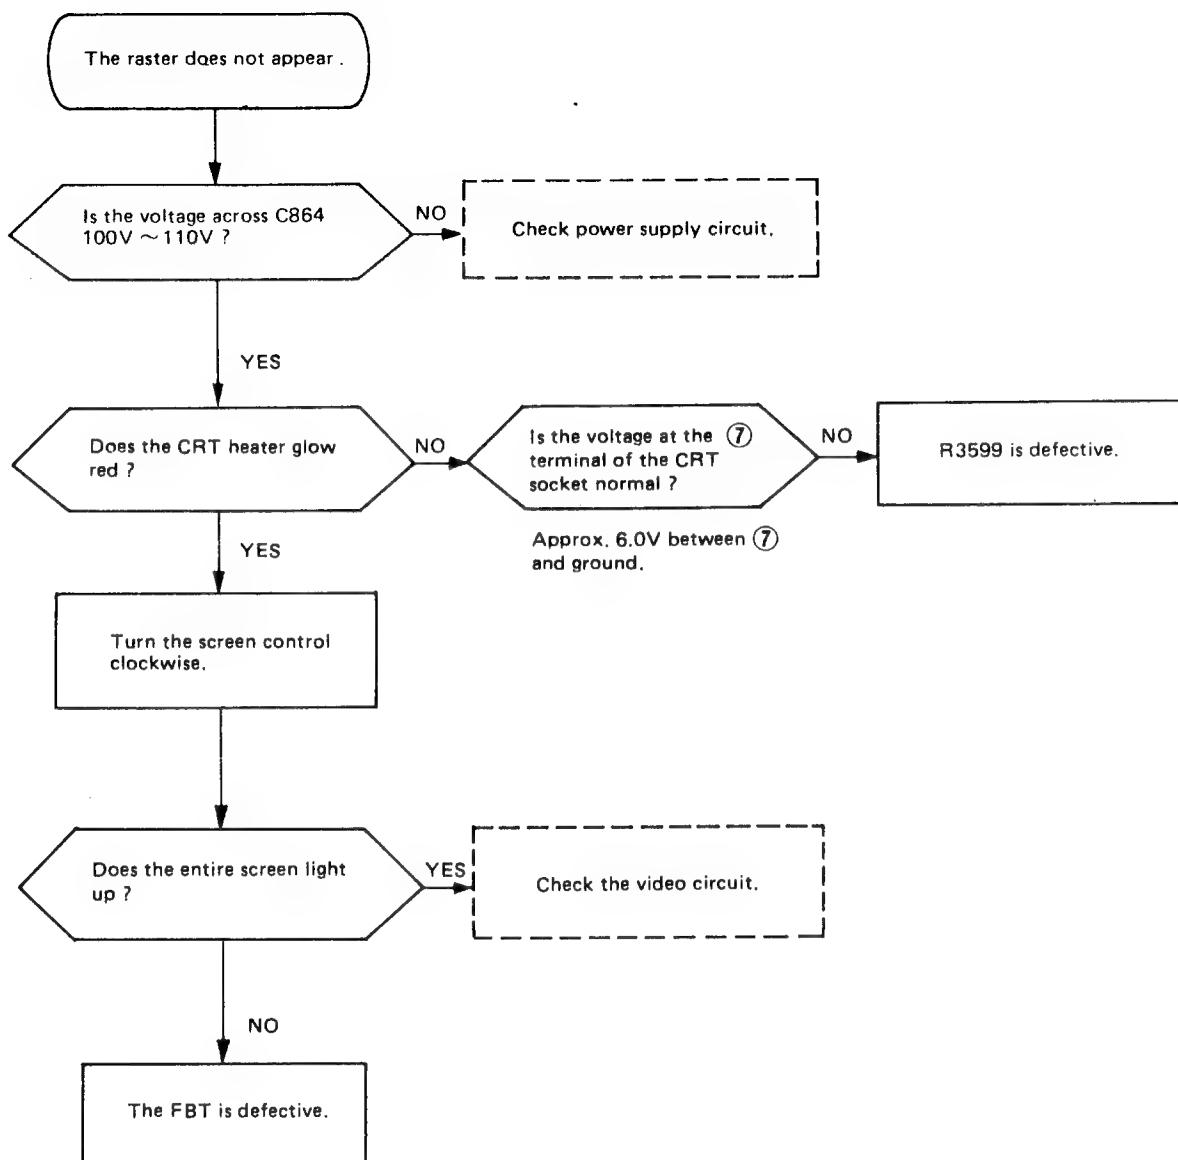 The raster does not appear.
Is the voltage across C864
100V ~ 110V ?
NO
Check power supply circuit.
YES
Does the CRT heater glow
red ?
NO
Is the voltage at the ⑦
terminal of the CRT
socket normal ?
NO
R3599 is defective.
Approx. 6.0V between ⑦
and ground.
YES
Turn the screen control
clockwise.
Does the entire screen light
up ?
YES
Check the video circuit.
NO
The FBT is defective.